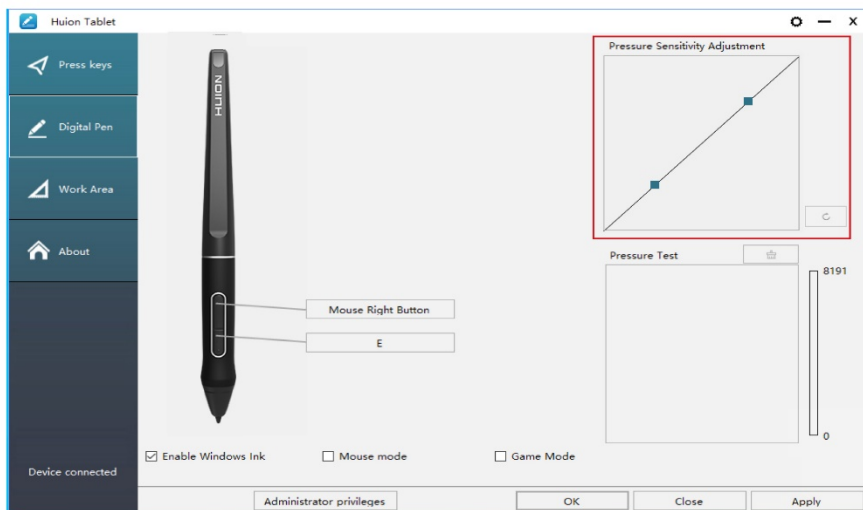 Huion Tablet
Press keys
Digital Pen
Work Area
About
Device connected
HUION
Mouse Right Button
E
Enable Windows Ink
Mouse mode
Game Mode
Pressure Sensitivity Adjustment
Pressure Test
8191
0
Administrator privileges
OK
Close
Apply